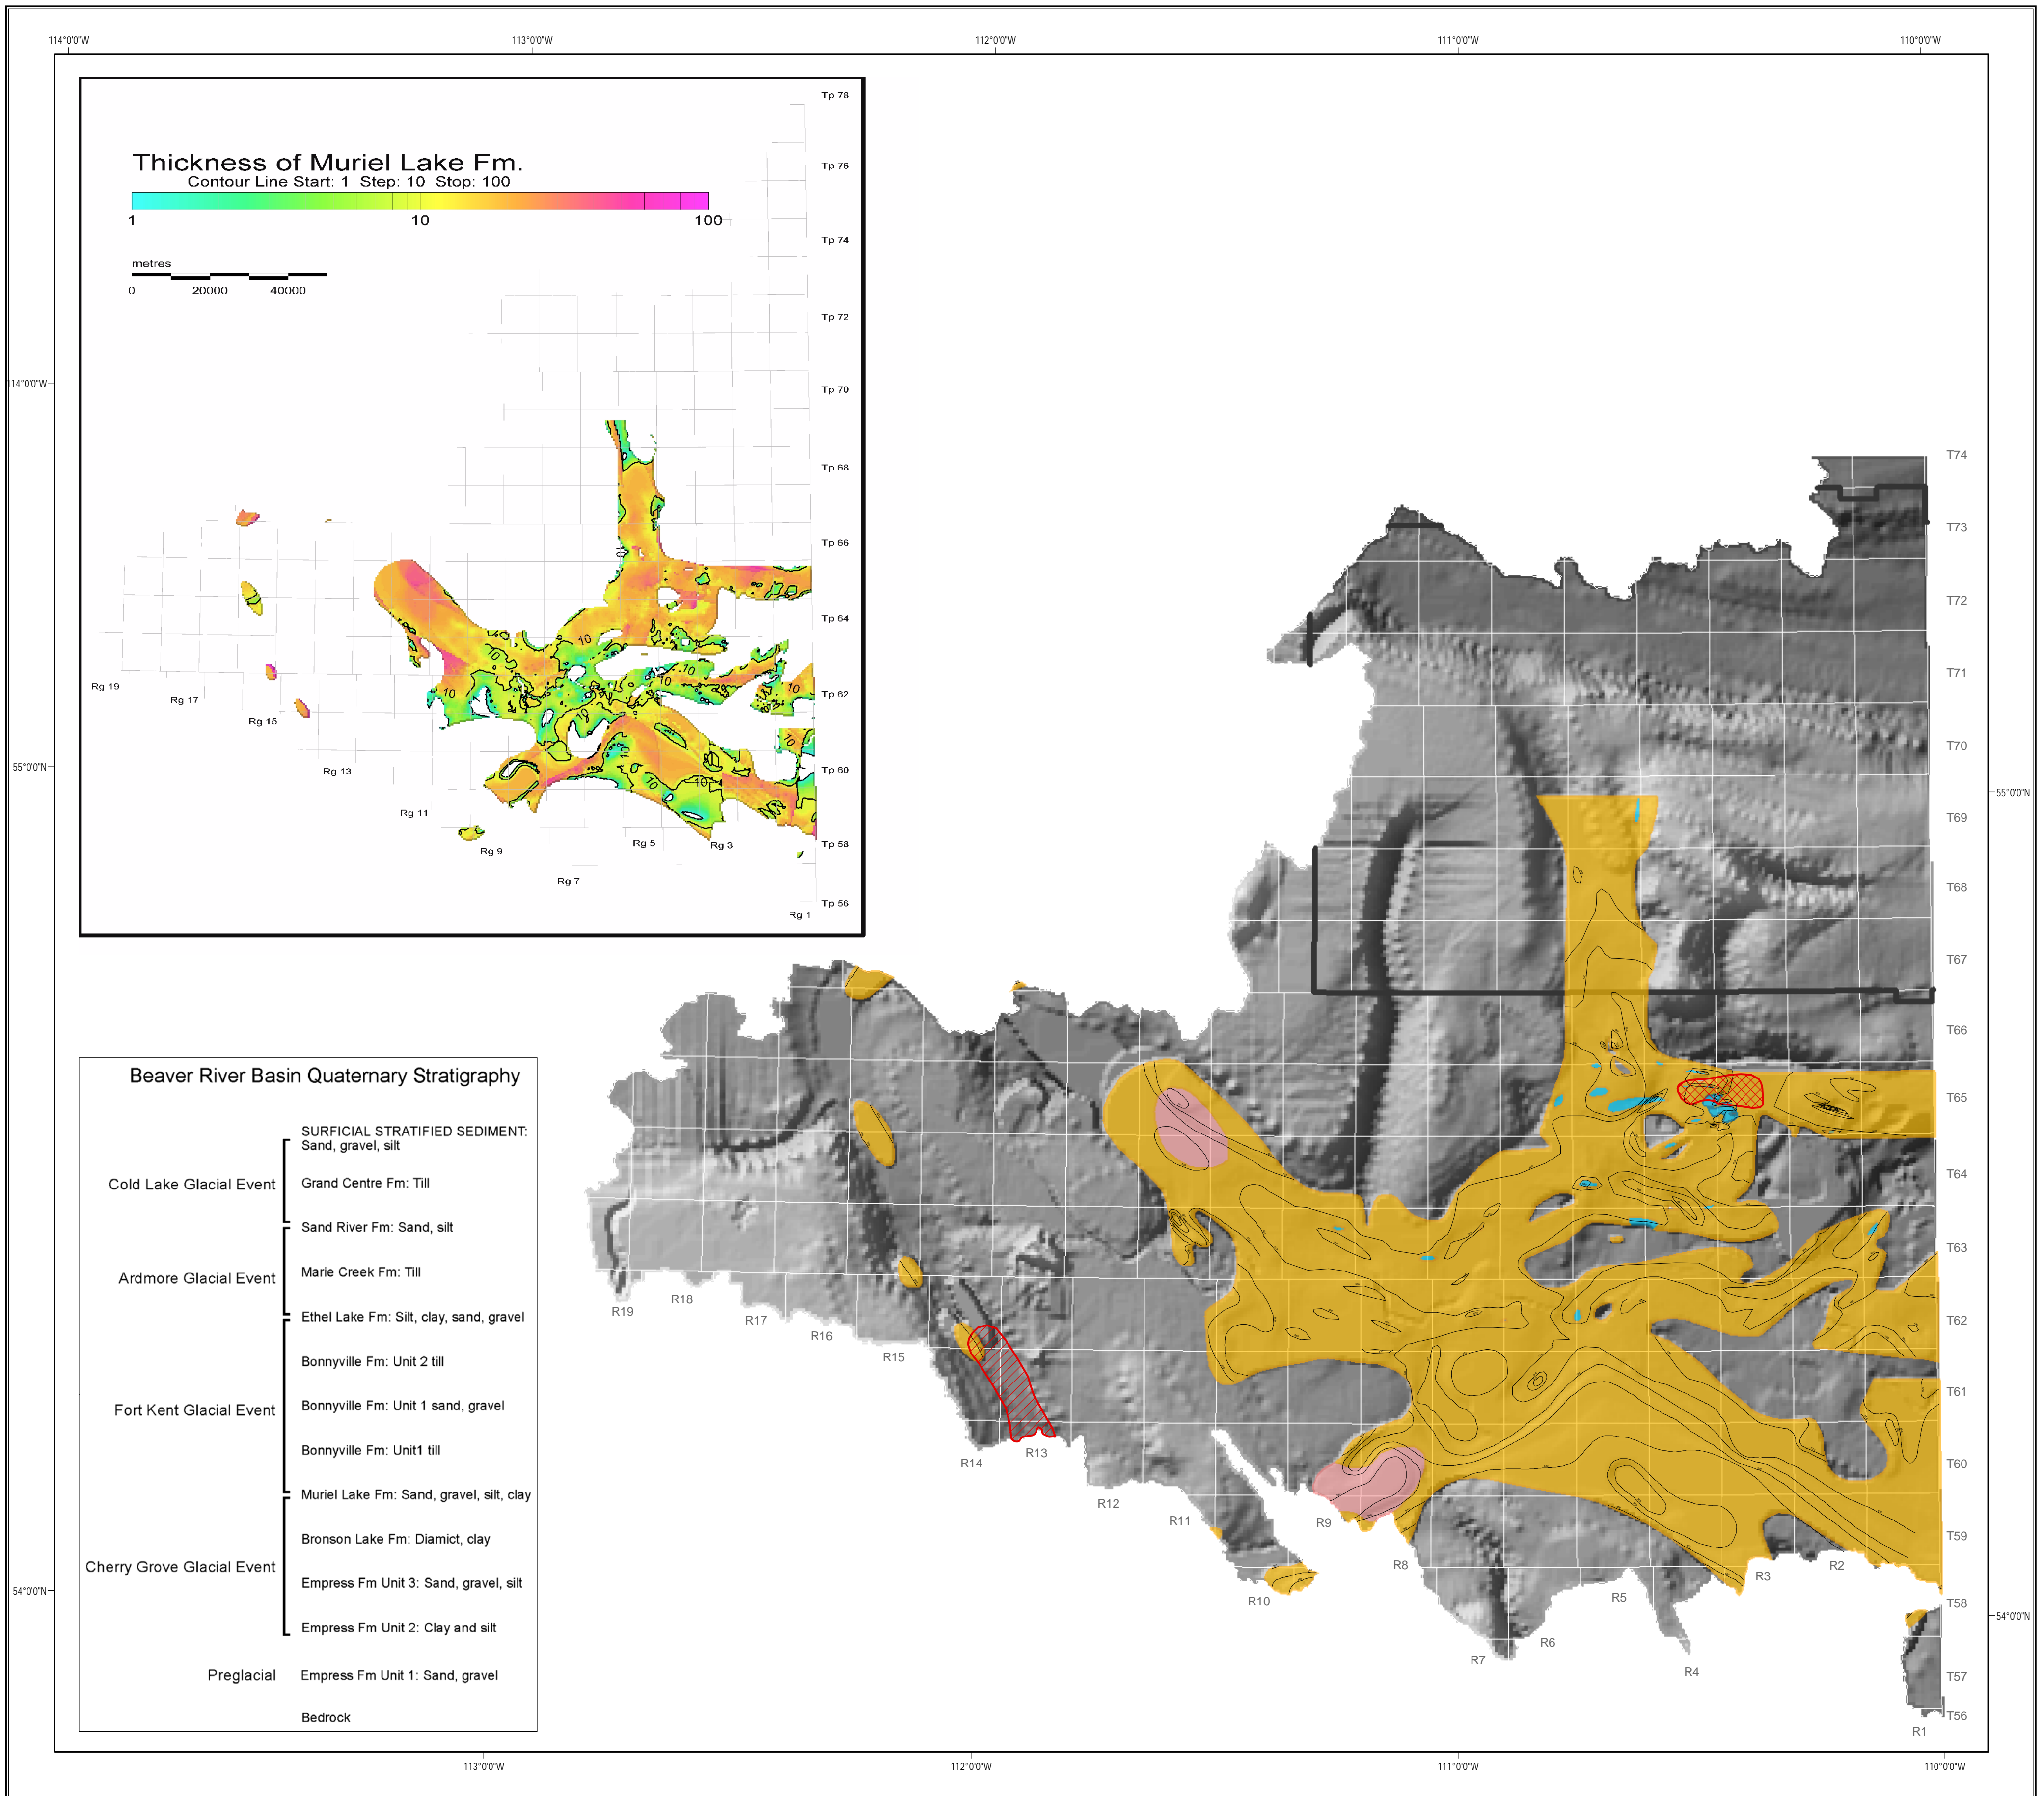 114°0'0"W
113°0'0"W
112°0'0"W
111°0'0"W
110°0'0"W
Thickness of Muriel Lake Fm.
Contour Line Start: 1 Step: 10 Stop: 100
1
10
100
metres
0
20000
40000
Tp 78
Tp 76
Tp 74
Tp 72
Tp 70
Tp 68
Tp 66
Tp 64
Tp 62
Tp 60
Tp 58
Tp 56
Rg 19
Rg 17
Rg 15
Rg 13
Rg 11
Rg 9
Rg 7
Rg 5
Rg 3
Rg 1
10
10
10
10
10
10
10
10
10
10
10
114°0'0"W
55°0'0"N
54°0'0"N
Beaver River Basin Quaternary Stratigraphy
SURFICIAL STRATIFIED SEDIMENT:
Sand, gravel, silt
Cold Lake Glacial Event
Grand Centre Fm: Till
Sand River Fm: Sand, silt
Ardmore Glacial Event
Marie Creek Fm: Till
Ethel Lake Fm: Silt, clay, sand, gravel
Bonnyville Fm: Unit 2 till
Fort Kent Glacial Event
Bonnyville Fm: Unit 1 sand, gravel
Bonnyville Fm: Unit1 till
Muriel Lake Fm: Sand, gravel, silt, clay
Bronson Lake Fm: Diamict, clay
Cherry Grove Glacial Event
Empress Fm Unit 3: Sand, gravel, silt
Empress Fm Unit 2: Clay and silt
Preglacial
Empress Fm Unit 1: Sand, gravel
Bedrock
T74
T73
T72
T71
T70
T69
T68
T67
T66
T65
T64
T63
T62
T61
T60
T59
T58
T57
T56
R19
R18
R17
R16
R15
R14
R13
R12
R11
R10
R9
R8
R7
R6
R5
R4
R3
R2
R1
55°0'0"N
54°0'0"N
113°0'0"W
112°0'0"W
111°0'0"W
110°0'0"W